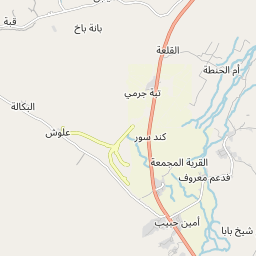 قبة
بانة باخ
القلعة
أم الحنطة
تبة جرمي
البكالة
علوش
كند سور
القرية المجمعة
قدعم معروف
أمين حبيب
شيخ بابا